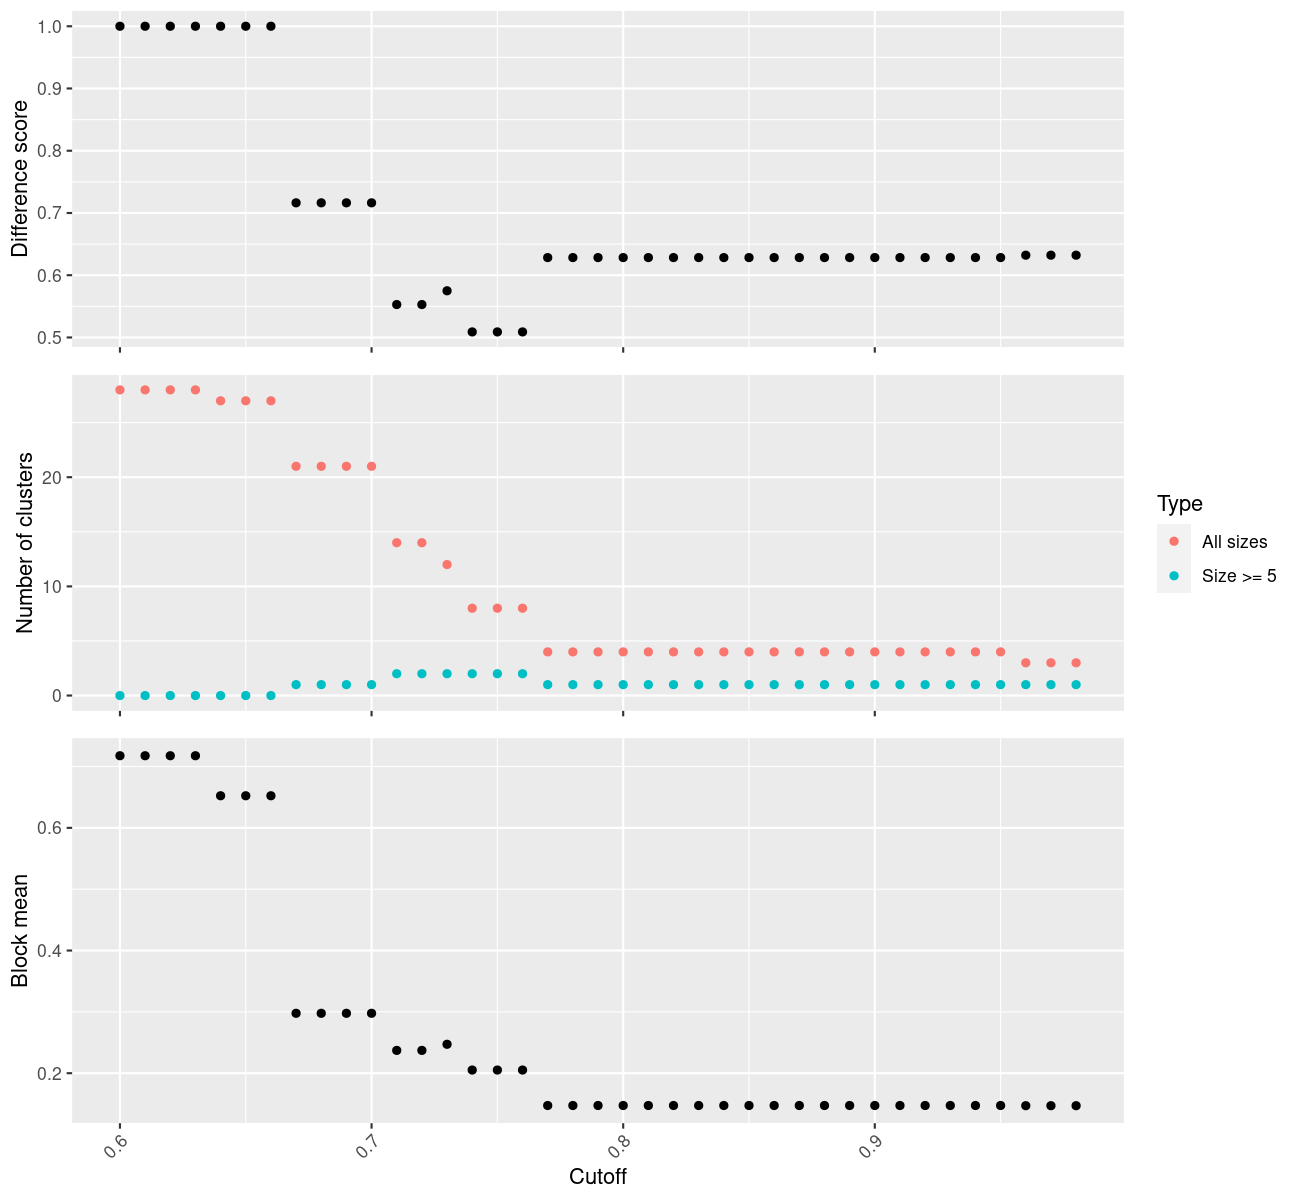 1.0
0.9
0.8
0.7
0.6
0.5
Difference score
20
10
0
Number of clusters
Type
All sizes
Size >= 5
0.6
0.4
0.2
Block mean
0.6
0.7
0.8
0.9
Cutoff